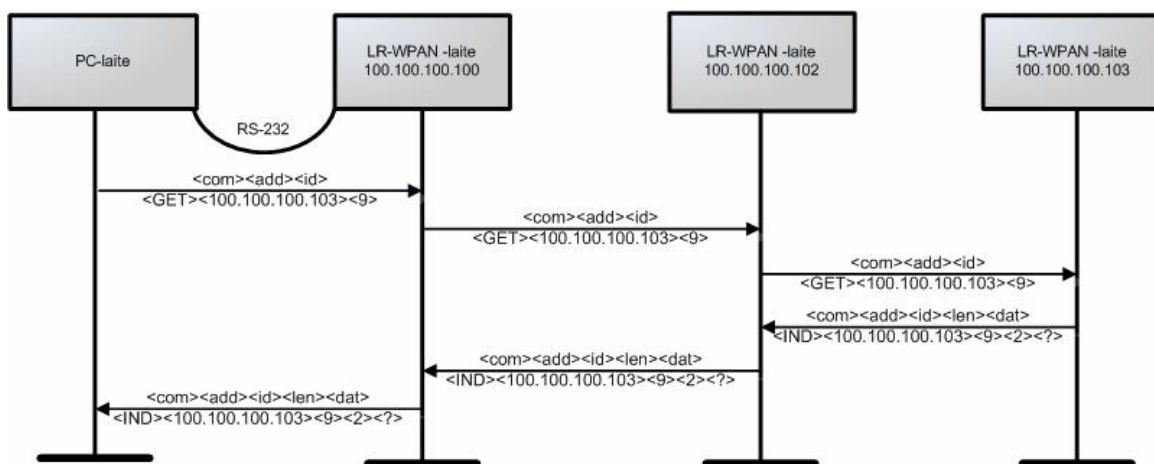 PC-laite
LR-WPAN -laite
100.100.100.100
LR-WPAN -laite
100.100.100.102
LR-WPAN -laite
100.100.100.103
RS-232
<com><add><id>
<GET><100.100.100.103><9>
<com><add><id>
<GET><100.100.100.103><9>
<com><add><id>
<GET><100.100.100.103><9>
<com><add><id><len><dat>
<IND><100.100.100.103><9><2><?>
<com><add><id><len><dat>
<IND><100.100.100.103><9><2><?>
<com><add><id><len><dat>
<IND><100.100.100.103><9><2><?>